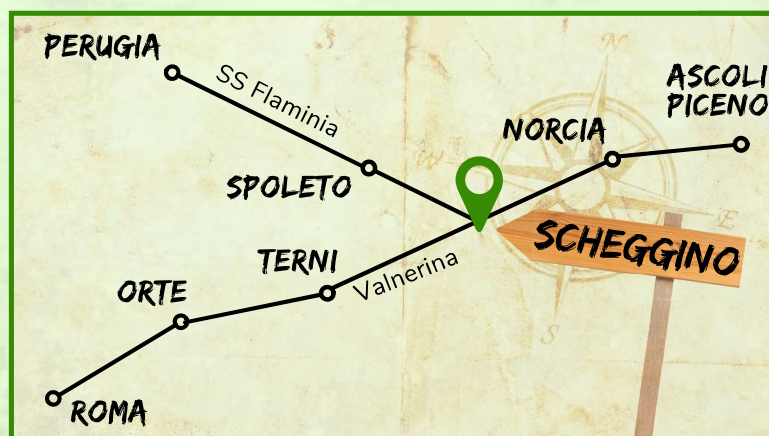 PERUGIA
SS Flaminia
N
ASCOLI
PICENO
NORCIA
W
SPOLETO
E
SCHEGGINO
TERNI
Valnerina
ORTE
S
ROMA